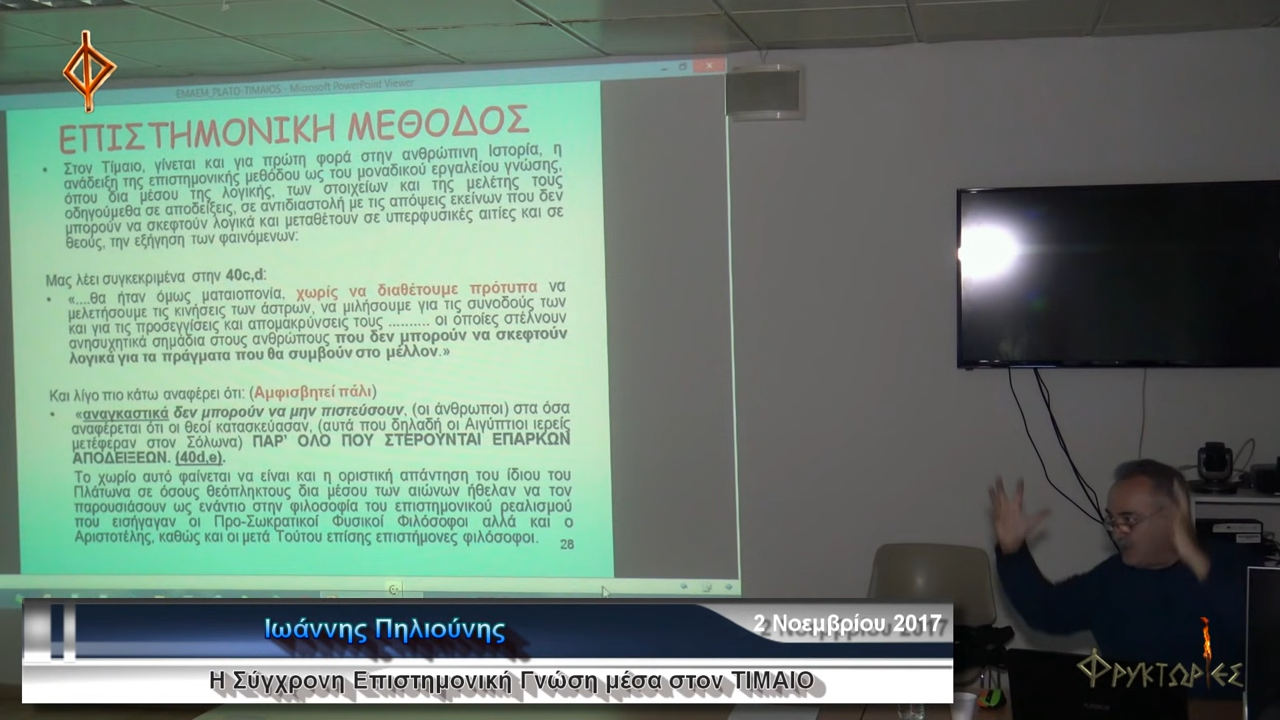 EMAEM_PLATO-TIMAIOS - Microsoft PowerPoint Viewer
ΕΠΙΣΤΗΜΟΝΙΚΗ ΜΕΘΟΔΟΣ
• Στον Τίμαιο, γίνεται και για πρώτη φορά στην ανθρώπινη Ιστορία, η
ανάδειξη της επιστημονικής μεθόδου ως του μοναδικού εργαλείου γνώσης,
όπου δια μέσου της λογικής, των στοιχείων και της μελέτης τους
οδηγούμεθα σε αποδείξεις, σε αντιδιαστολή με τις απόψεις εκείνων που δεν
μπορούν να σκεφτούν λογικά και μεταθέτουν σε υπερφυσικές αιτίες και σε
θεούς, την εξήγηση των φαινόμενων:
Μας λέει συγκεκριμένα στην 40c,d:
• «....θα ήταν όμως ματαιοπονία, χωρίς να διαθέτουμε πρότυπα να
μελετήσουμε τις κινήσεις των άστρων, να μιλήσουμε για τις συνοδούς των
και για τις προσεγγίσεις και απομακρύνσεις τους .......... οι οποίες στέλνουν
ανησυχητικά σημάδια στους ανθρώπους που δεν μπορούν να σκεφτούν
λογικά για τα πράγματα που θα συμβούν στο μέλλον.»
Και λίγο πιο κάτω αναφέρει ότι: (Αμφισβητεί πάλι)
• «αναγκαστικά δεν μπορούν να μην πιστεύσουν, (οι άνθρωποι) στα όσα
αναφέρεται ότι οι θεοί κατασκεύασαν, (αυτά που δηλαδή οι Αιγύπτιοι ιερείς
μετέφεραν στον Σόλωνα) ΠΑΡ' ΟΛΟ ΠΟΥ ΣΤΕΡΟΥΝΤΑΙ ΕΠΑΡΚΩΝ
ΑΠΟΔΕΙΞΕΩΝ. (40d,e).
Το χωρίο αυτό φαίνεται να είναι και η οριστική απάντηση του ίδιου του
Πλάτωνα σε όσους θεόπληκτους δια μέσου των αιώνων ήθελαν να τον
παρουσιάσουν ως ενάντιο στην φιλοσοφία του επιστημονικού ρεαλισμού
που εισήγαγαν οι Προ-Σωκρατικοί Φυσικοί Φιλόσοφοι αλλά και ο
Αριστοτέλης, καθώς και οι μετά Τούτου επίσης επιστήμονες φιλόσοφοι.
28
Ιωάννης Πηλιούνης
2 Νοεμβρίου 2017
Η Σύγχρονη Επιστημονική Γνώση μέσα στον ΤΙΜΑΙΟ
ΦΡΥΚΤΩΡΙΕΣ